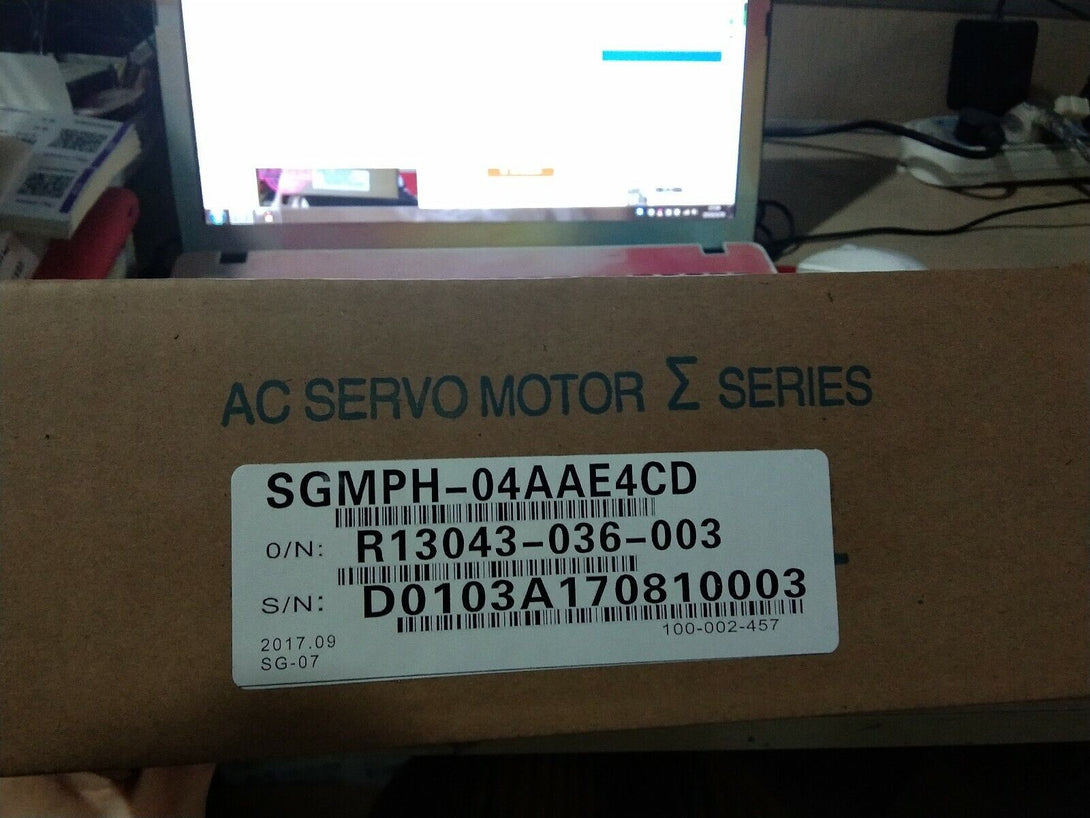 AC SERVO MOTOR Σ SERIES
SGMPH-04AAE4CD
O/N: R13043-036-003
S/N: D0103A170810003
2017.09
100-002-457
SG-07